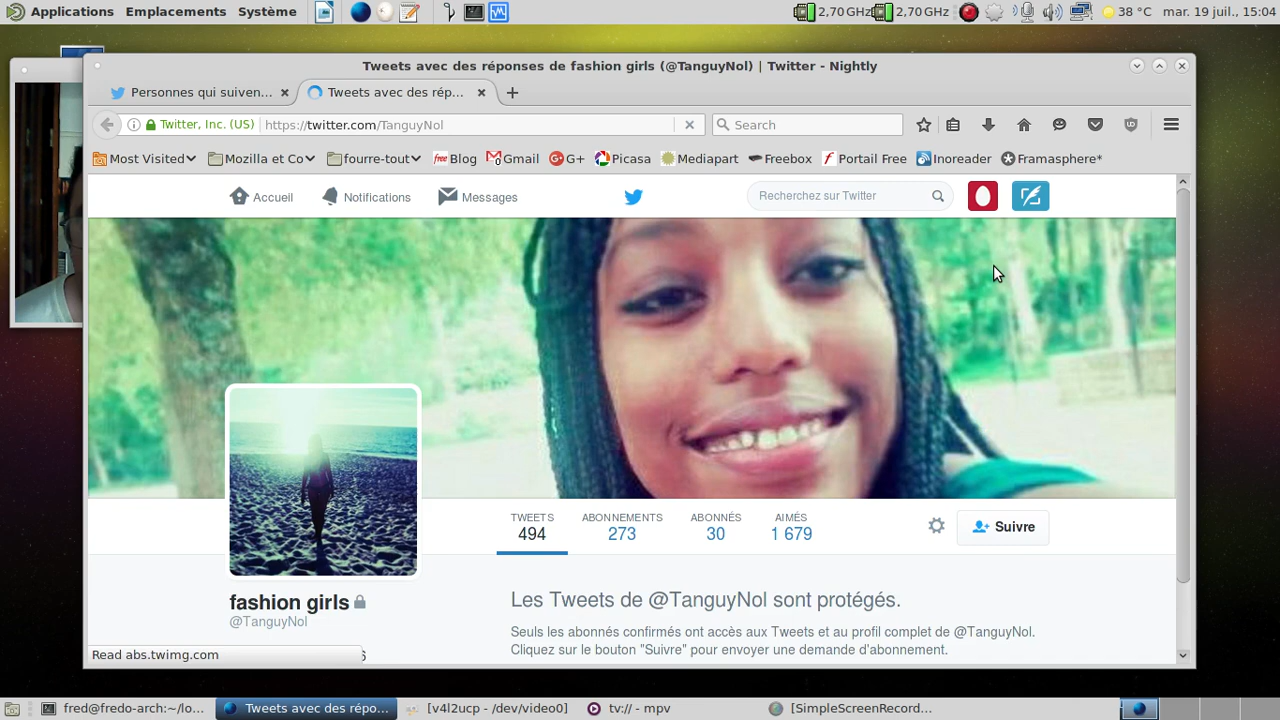 Applications Emplacements Système 2,70 GHz 2,70 GHz 38 °C mar. 19 juil., 15:04
Tweets avec des réponses de fashion girls (@TanguyNol) | Twitter - Nightly
Personnes qui suiven... Tweets avec des rép...
Twitter, Inc. (US) https://twitter.com/TanguyNol Search
Most Visited Mozilla et Co fourre-tout free Blog Gmail G+ Picasa Mediapart Freebox Portail Free Inoreader Framasphere*
Accueil Notifications Messages Recherchez sur Twitter
TWEETS ABONNEMENTS ABONNÉS AIMÉS
494 273 30 1 679 Suivre
fashion girls
@TanguyNol
Les Tweets de @TanguyNol sont protégés.
Seuls les abonnés confirmés ont accès aux Tweets et au profil complet de @TanguyNol.
Cliquez sur le bouton "Suivre" pour envoyer une demande d'abonnement.
Read abs.twimg.com
fred@fredo-arch:~/lo... Tweets avec des répo... [v4l2ucp - /dev/video0] tv:// - mpv [SimpleScreenRecord...